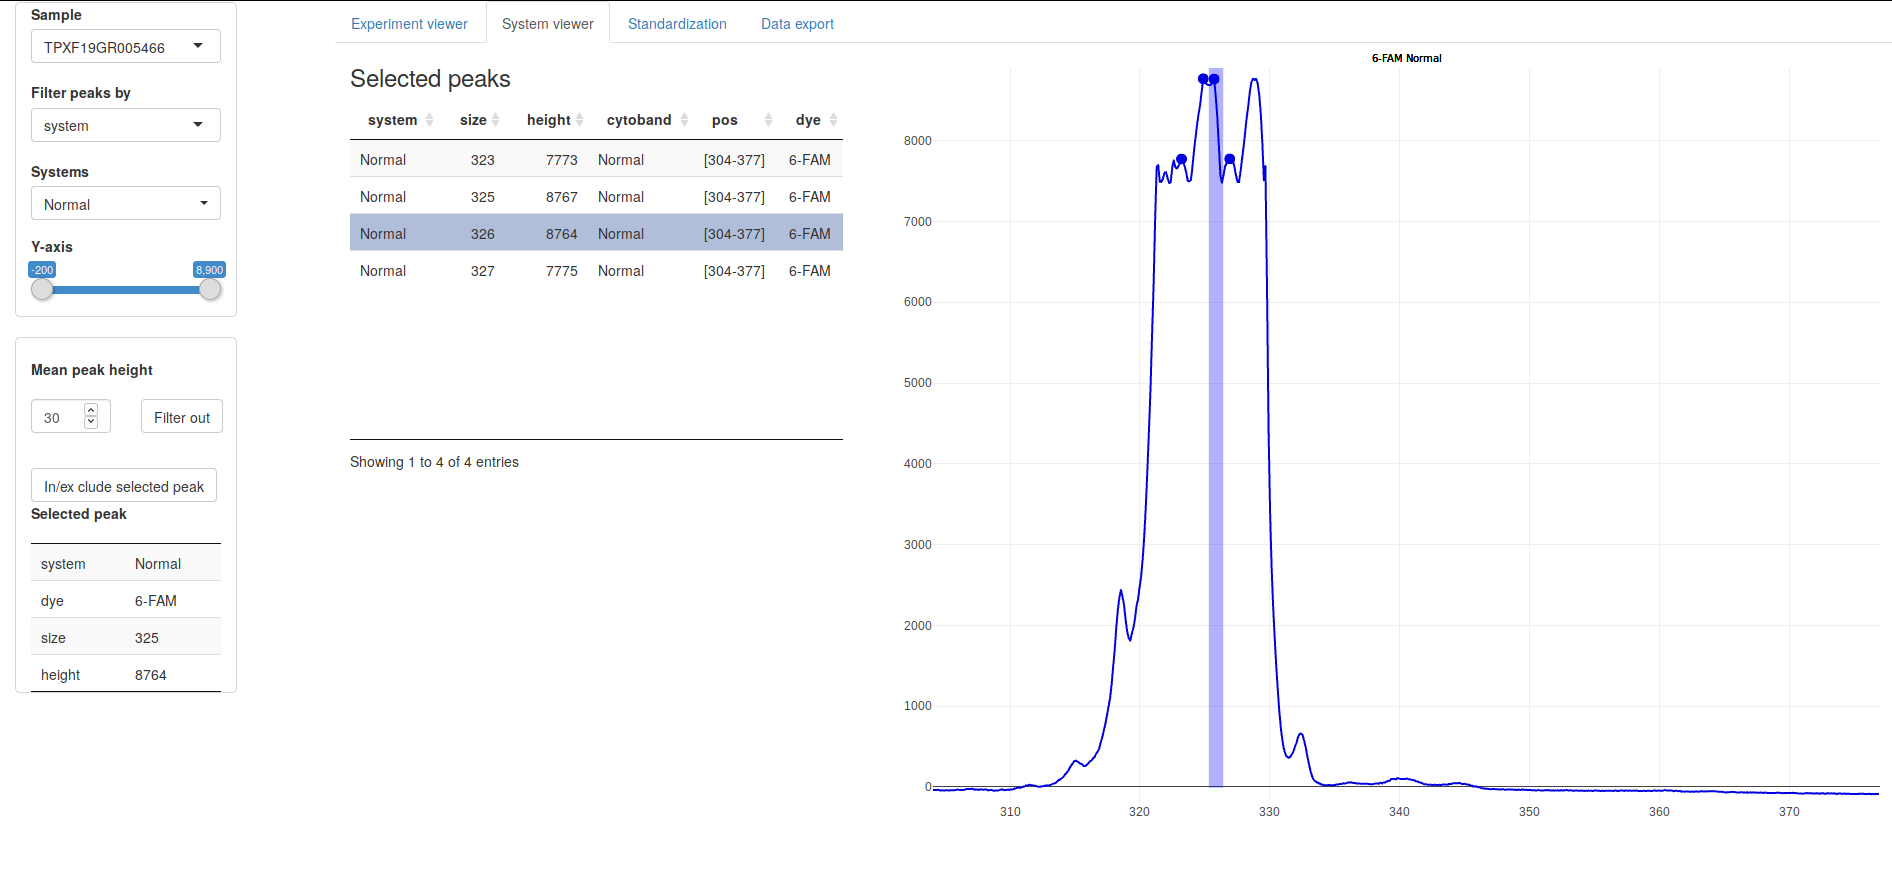 Sample
TPXF19GR005466
Filter peaks by
system
Systems
Normal
Y-axis
-200 8,900
Mean peak height
30 Filter out
In/ex clude selected peak
Selected peak
system Normal
dye 6-FAM
size 325
height 8764
Experiment viewer System viewer Standardization Data export
Selected peaks
system size height cytoband pos dye
Normal 323 7773 Normal [304-377] 6-FAM
Normal 325 8767 Normal [304-377] 6-FAM
Normal 326 8764 Normal [304-377] 6-FAM
Normal 327 7775 Normal [304-377] 6-FAM
Showing 1 to 4 of 4 entries
6-FAM Normal
8000
7000
6000
5000
4000
3000
2000
1000
0
310 320 330 340 350 360 370